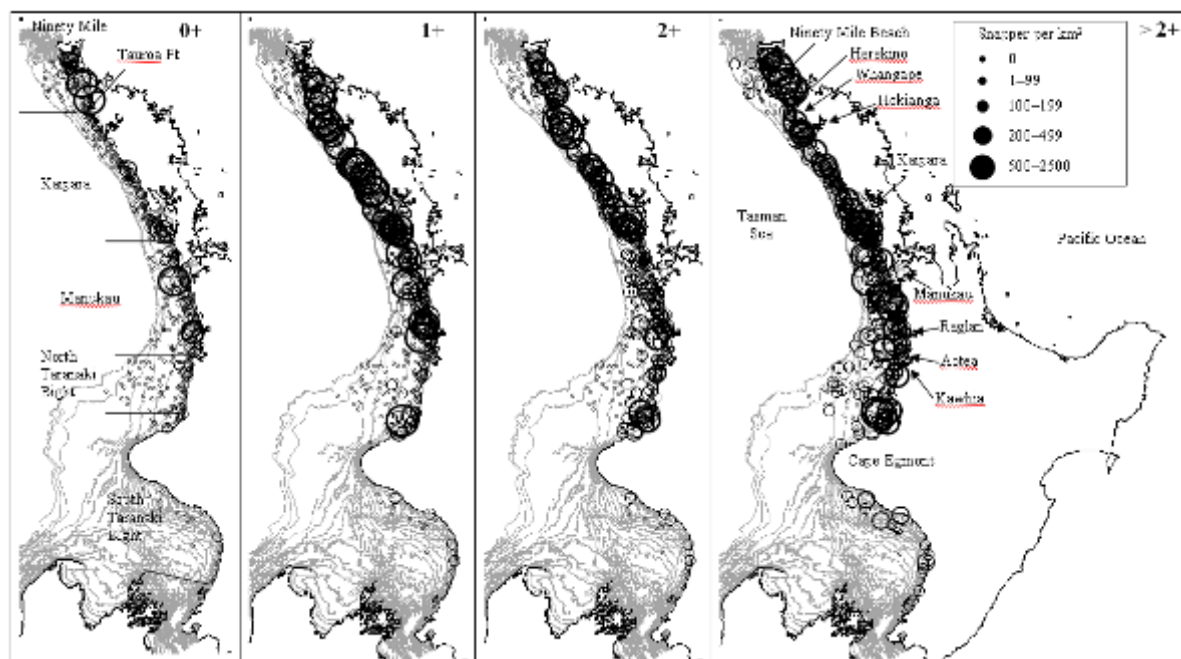 Ninety Mile
0+
Tauroa Pt
Kaipara
Manukau
North
Taranaki
Bight
South
Taranaki
Bight
1+
2+
> 2+
Ninety Mile Beach
Herekino
Whangape
Hokianga
Kaipara
Tasman
Sea
Manukau
Raglan
Aotea
Kawhia
Cape Egmont
Pacific Ocean
Snapper per km²
0
1–99
100–199
200–499
500–2500